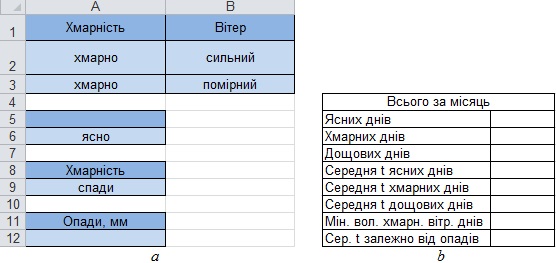 A B
1 Хмарність Вітер
2 хмарно сильний
3 хмарно помірний
4
5
6 ясно
7
8 Хмарність
9 спади
10
11 Опади, мм
12
a
Всього за місяць
Ясних днів
Хмарних днів
Дощових днів
Середня t ясних днів
Середня t хмарних днів
Середня t дощових днів
Мін. вол. хмарн. вітр. днів
Сер. t залежно від опадів
b